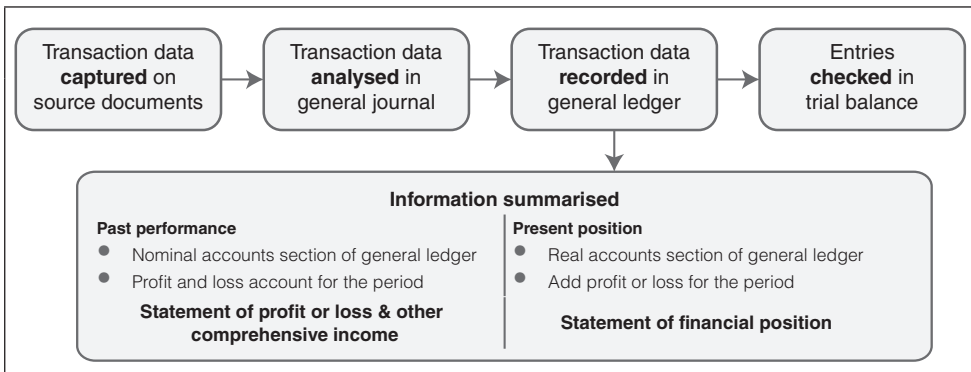 Transaction data
captured on
source documents
Transaction data
analysed in
general journal
Transaction data
recorded in
general ledger
Entries
checked in
trial balance
Information summarised
Past performance
• Nominal accounts section of general ledger
• Profit and loss account for the period
Statement of profit or loss & other
comprehensive income
Present position
• Real accounts section of general ledger
• Add profit or loss for the period
Statement of financial position